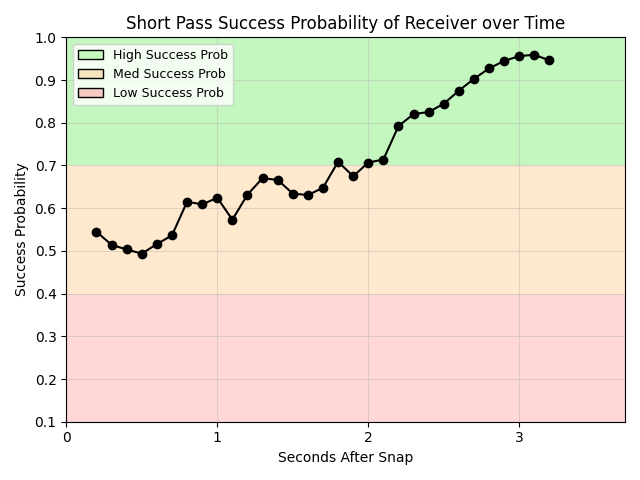 Short Pass Success Probability of Receiver over Time
High Success Prob
Med Success Prob
Low Success Prob
Success Probability
1.0
0.9
0.8
0.7
0.6
0.5
0.4
0.3
0.2
0.1
0 1 2 3
Seconds After Snap